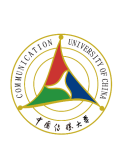 COMMUNICATION UNIVERSITY OF CHINA
中国传媒大学